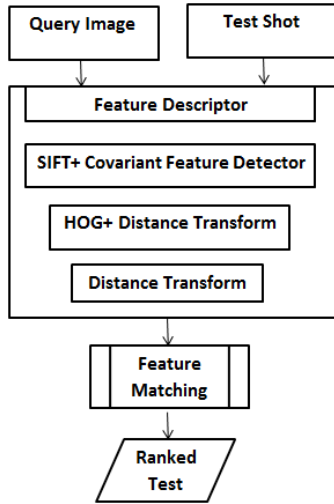 Query Image
Test Shot
Feature Descriptor
SIFT+ Covariant Feature Detector
HOG+ Distance Transform
Distance Transform
Feature
Matching
Ranked
Test